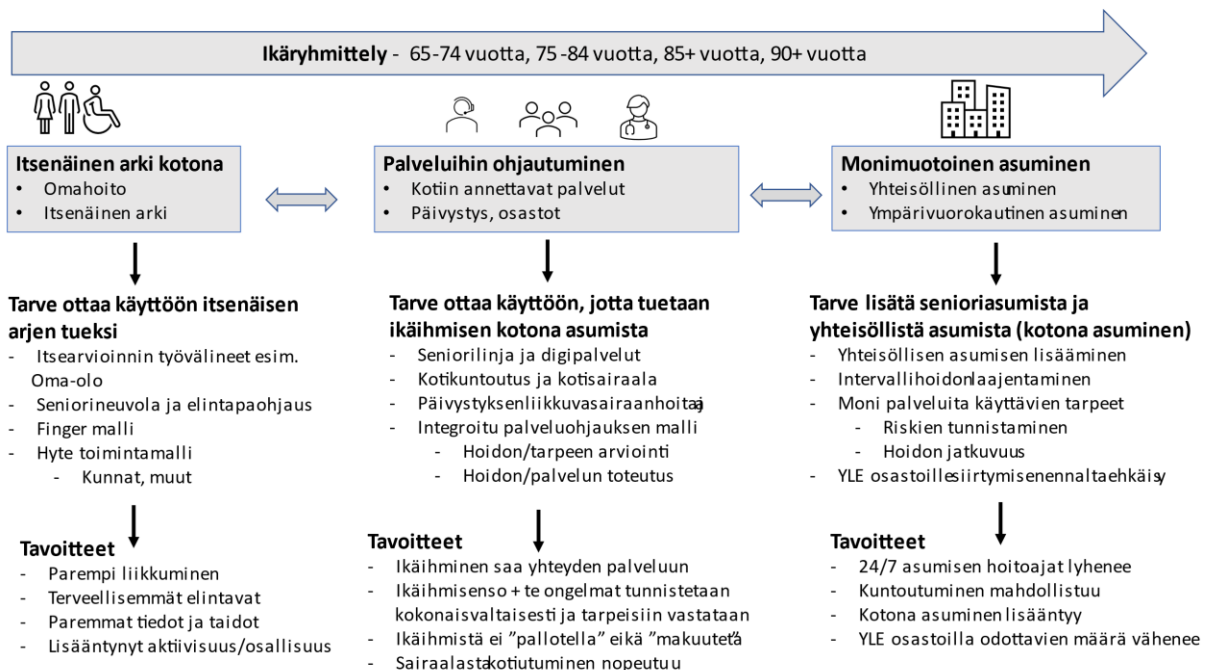 Ikäryhmittely - 65-74 vuotta, 75-84 vuotta, 85+ vuotta, 90+ vuotta
Itsenäinen arki kotona
• Omahoito
• Itsenäinen arki
Tarve ottaa käyttöön itsenäisen
arjen tueksi
- Itsearvioinnin työvälineet esim.
Oma-olo
- Seniorineuvola ja elintapaohjaus
- Finger malli
- Hyte toimintamalli
- Kunnat, muut
Tavoitteet
- Parempi liikkuminen
- Terveellisemmät elintavat
- Paremmat tiedot ja taidot
- Lisääntynyt aktiivisuus/osallisuus
Palveluihin ohjautuminen
• Kotiin annettavat palvelut
• Päivystys, osastot
Tarve ottaa käyttöön, jotta tuetaan
ikäihmisen kotona asumista
- Seniorilinja ja digipalvelut
- Kotikuntoutus ja kotisairaala
- Päivystyksenliikkuvasairaanhoitaja
- Integroitu palveluohjauksen malli
- Hoidon/tarpeen arviointi
- Hoidon/palvelun toteutus
Tavoitteet
- Ikäihminen saa yhteyden palveluun
- Ikäihmisenso + te ongelmat tunnistetaan
kokonaisvaltaisesti ja tarpeisiin vastataan
- Ikäihmistä ei "pallotella" eikä "makuuteta"
- Sairaalastakotiutuminen nopeutuu
Monimuotoinen asuminen
• Yhteisöllinen asuminen
• Ympärivuorokautinen asuminen
Tarve lisätä senioriasumista ja
yhteisöllistä asumista (kotona asuminen)
- Yhteisöllisen asumisen lisääminen
- Intervallihoidonlaajentaminen
- Moni palveluita käyttävien tarpeet
- Riskien tunnistaminen
- Hoidon jatkuvuus
- YLE osastoillesiirtymisenennaltaehkäisy
Tavoitteet
- 24/7 asumisen hoitoajat lyhenee
- Kuntoutuminen mahdollistuu
- Kotona asuminen lisääntyy
- YLE osastoilla odottavien määrä vähenee